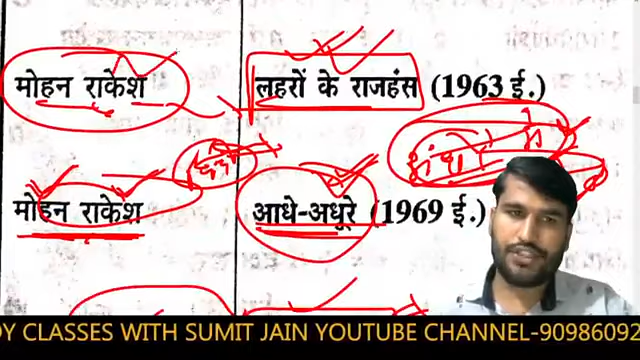 मोहन राकेश लहरों के राजहंस (1963 ई.)
मोहन राकेश आधे-अधूरे (1969 ई.)
DY CLASSES WITH SUMIT JAIN YOUTUBE CHANNEL-90986092